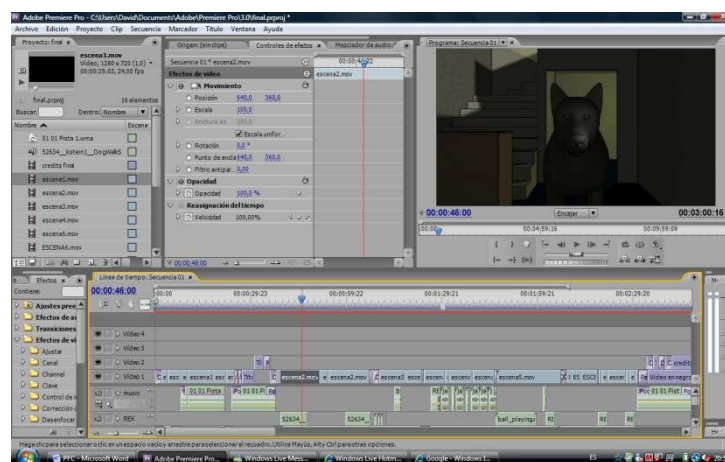 Adobe Premiere Pro - C:\Users\David\Documents\Adobe\Premiere Pro\3.0\final.prproj *
Archivo Edición Proyecto Clip Secuencia Marcador Título Ventana Ayuda
Proyecto: final
escena1.mov
Vídeo, 1280 x 720 (1,0)
00:00:25:03, 24,00 fps
final.prproj
16 elementos
Buscar:
Dentro: Nombre
Nombre
Escena
01 01 Pista 1.wma
52634__kstein1__DogWalkS
credits final
escena1.mov
escena2.mov
escena3.mov
escena4.mov
escena5.mov
ESCENA6.mov
Origen: (sin clips)
Controles de efectos
Mezclador de audio:
Secuencia 01 * escena2.mov
00:00:46:22
Efectos de vídeo
escena2.mov
Movimiento
Posición 640,0 360,0
Escala 100,0
Anchura de 100,0
Escala unifor...
Rotación 0,0 °
Punto de ancla 640,0 360,0
Filtro antipar.. 0,00
Opacidad
Opacidad 100,0 %
Reasignación del tiempo
Velocidad 100,00%
00:00:46:00
Programa: Secuencia 01
00:00:46:00
Encajar
00:03:00:16
00:00
00:04:59:16
00:09:59:09
Efectos
Contiene:
Ajustes pree
Efectos de au
Transiciones
Efectos de ví
Ajustar
Canal
Channel
Clave
Control de i
Corrección c
Desenfocar
Línea de tiempo: Secuencia 01
00:00:46:00
00:00
00:00:29:23
00:00:59:22
00:01:29:21
00:01:59:21
00:02:29:20
Vídeo 4
Vídeo 3
Vídeo 2
Vídeo 1
escena2.mov
escena2.mov
escena5.mov
Vídeo en negro
music
01 01 Pista
REX
52634_
52634_
ball_playing
Haga clic para seleccionar o clic en un espacio vacío y arrastre para seleccionar el recuadro. Utilice Mayús, Alt y Ctrl para otras opciones.
PFC - Microsoft Word
Adobe Premiere Pro...
Windows Live Mess...
Windows Live Hotm...
Google - Windows I...
ES